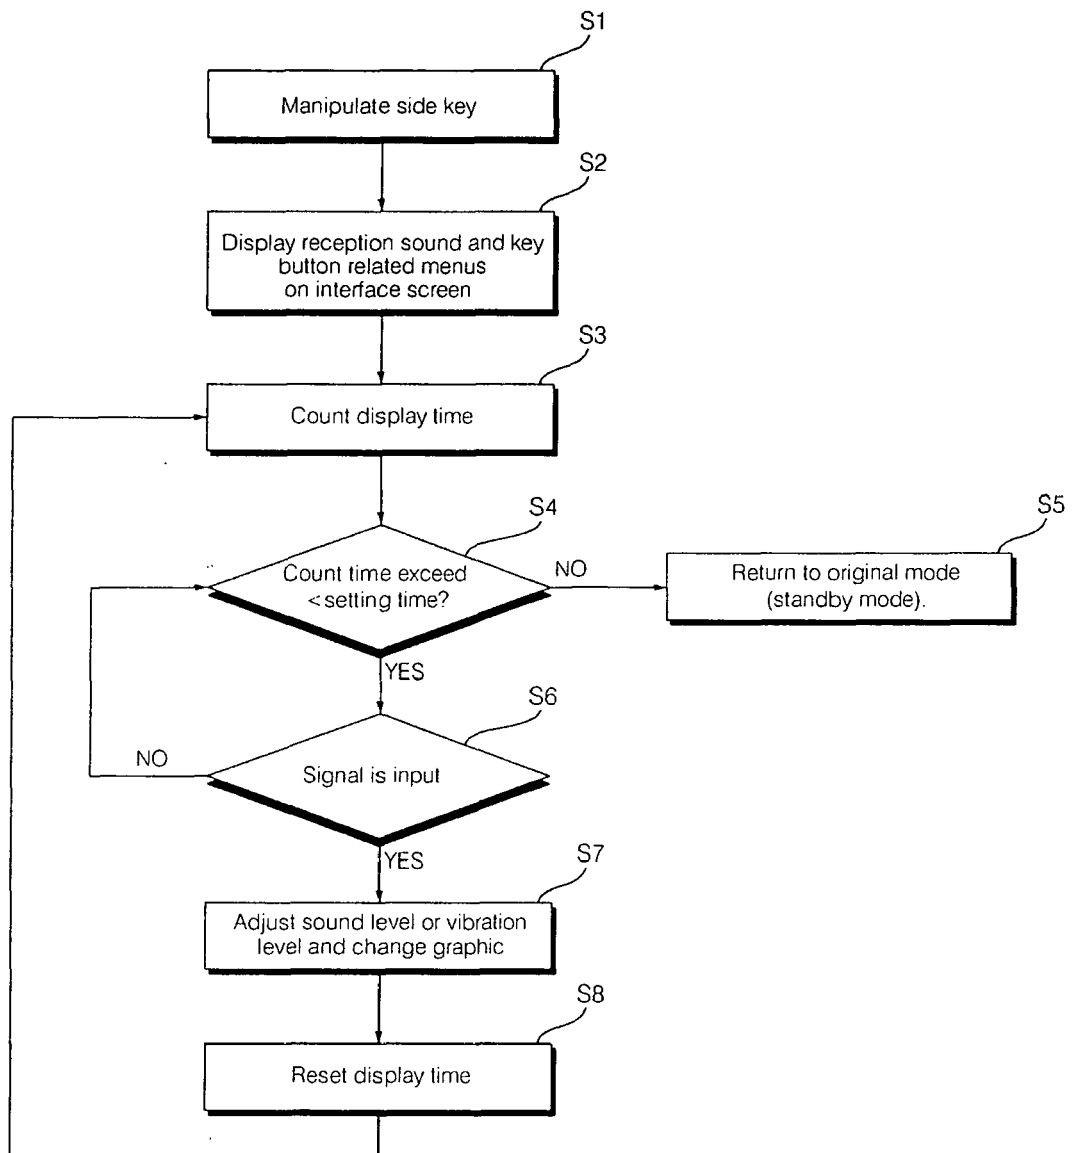 S1
Manipulate side key
S2
Display reception sound and key
button related menus
on interface screen
S3
Count display time
S4
Count time exceed
<setting time?
NO
S5
Return to original mode
(standby mode).
YES
S6
Signal is input
NO
YES
S7
Adjust sound level or vibration
level and change graphic
S8
Reset display time